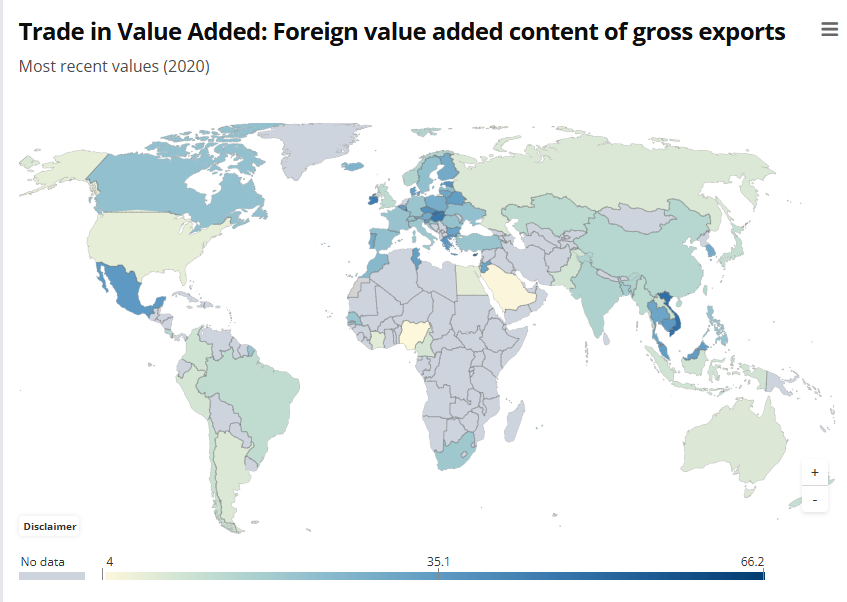 Trade in Value Added: Foreign value added content of gross exports
Most recent values (2020)
+
-
Disclaimer
No data
4
35.1
66.2